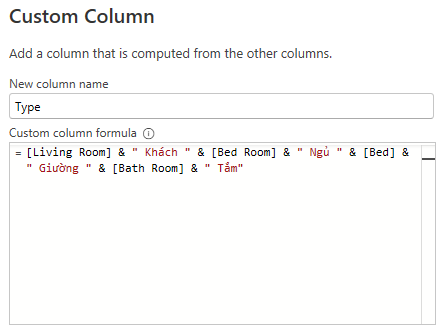 Custom Column
Add a column that is computed from the other columns.
New column name
Type
Custom column formula
= [Living Room] & " Khách " & [Bed Room] & " Ngủ " & [Bed] &
" Giường " & [Bath Room] & " Tắm"